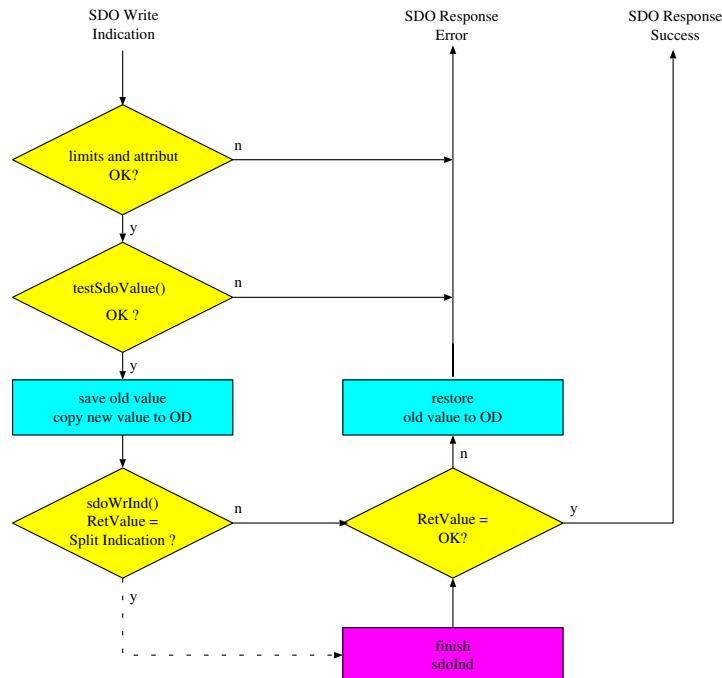 SDO Write
Indication
SDO Response
Error
SDO Response
Success
limits and attribut
OK?
n
y
testSdoValue()
OK ?
n
y
save old value
copy new value to OD
restore
old value to OD
n
sdoWrInd()
RetValue =
Split Indication ?
n
RetValue =
OK?
y
y
finish
sdoInd